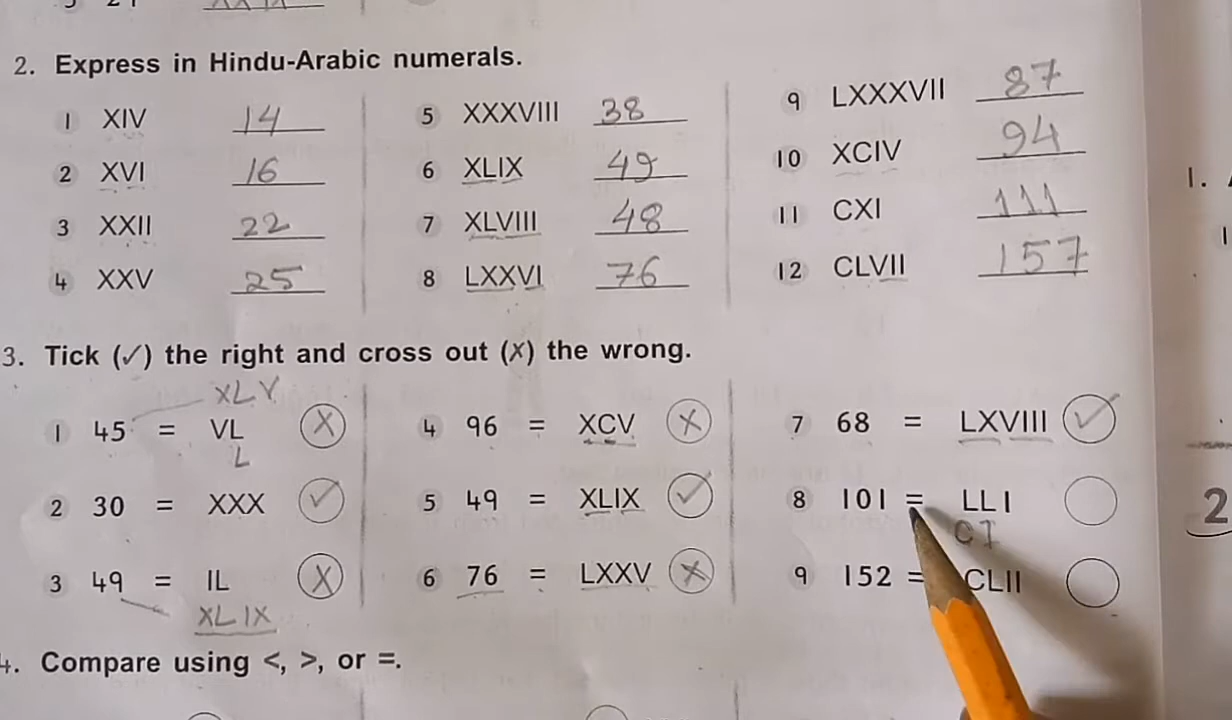 2. Express in Hindu-Arabic numerals.
1 XIV 14
2 XVI 16
3 XXII 22
4 XXV 25
5 XXXVIII 38
6 XLIX 49
7 XLVIII 48
8 LXXVI 76
9 LXXXVII 87
10 XCIV 94
11 CXI 111
12 CLVII 157
3. Tick (✓) the right and cross out (✗) the wrong.
XLV
1 45 = VL ✗
L
2 30 = XXX ✓
3 49 = IL ✗
XLIX
4 96 = XCV ✗
5 49 = XLIX ✓
6 76 = LXXV ✗
7 68 = LXVIII ✓
8 101 = LLI
CI
9 152 = CLII
4. Compare using <, >, or =.
1.
2